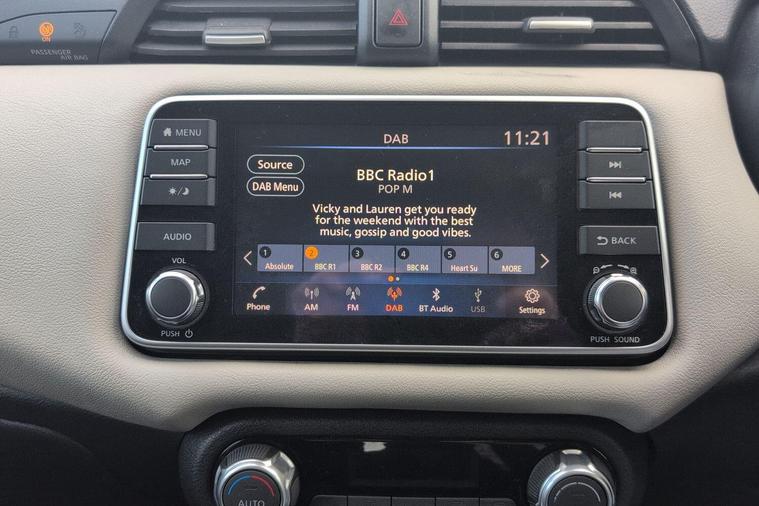 ON
PASSENGER
AIR BAG
MENU
MAP
AUDIO
VOL
PUSH
DAB
11:21
Source
DAB Menu
BBC Radio1
POP M
Vicky and Lauren get you ready
for the weekend with the best
music, gossip and good vibes.
1 2 3 4 5 6
Absolute BBC R1 BBC R2 BBC R4 Heart Su MORE
Phone AM FM DAB BT Audio USB Settings
BACK
PUSH SOUND
AUTO